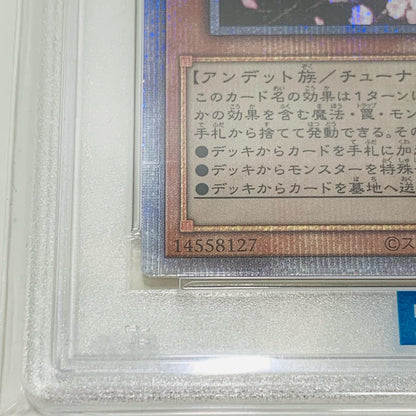 【アンデット族／チューナ
このカード名の効果は１ターンに
かの効果を含む魔法・罠・モン
手札から捨てて発動できる。その
●デッキからカードを手札に加
●デッキからモンスターを特殊
●デッキからカードを墓地へ送
14558127
©ス